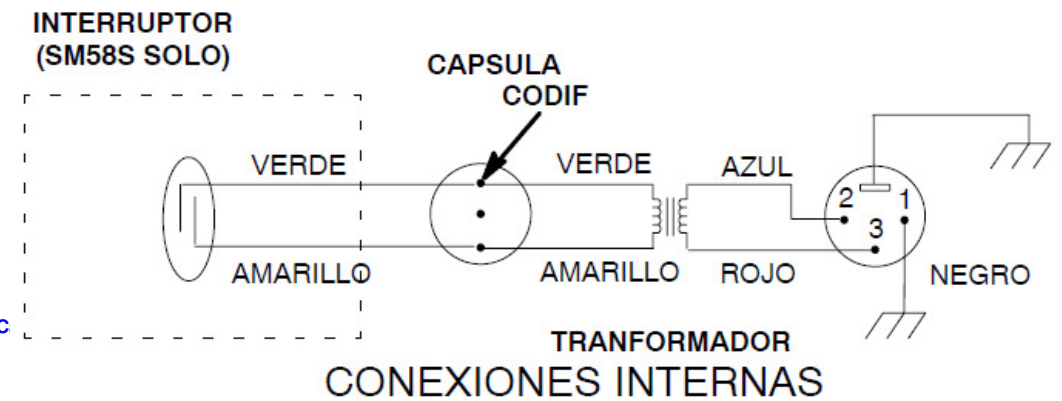 INTERRUPTOR
(SM58S SOLO)
CAPSULA
CODIF
VERDE
VERDE
AZUL
2
1
3
AMARILLO
AMARILLO
ROJO
NEGRO
c
TRANFORMADOR
CONEXIONES INTERNAS